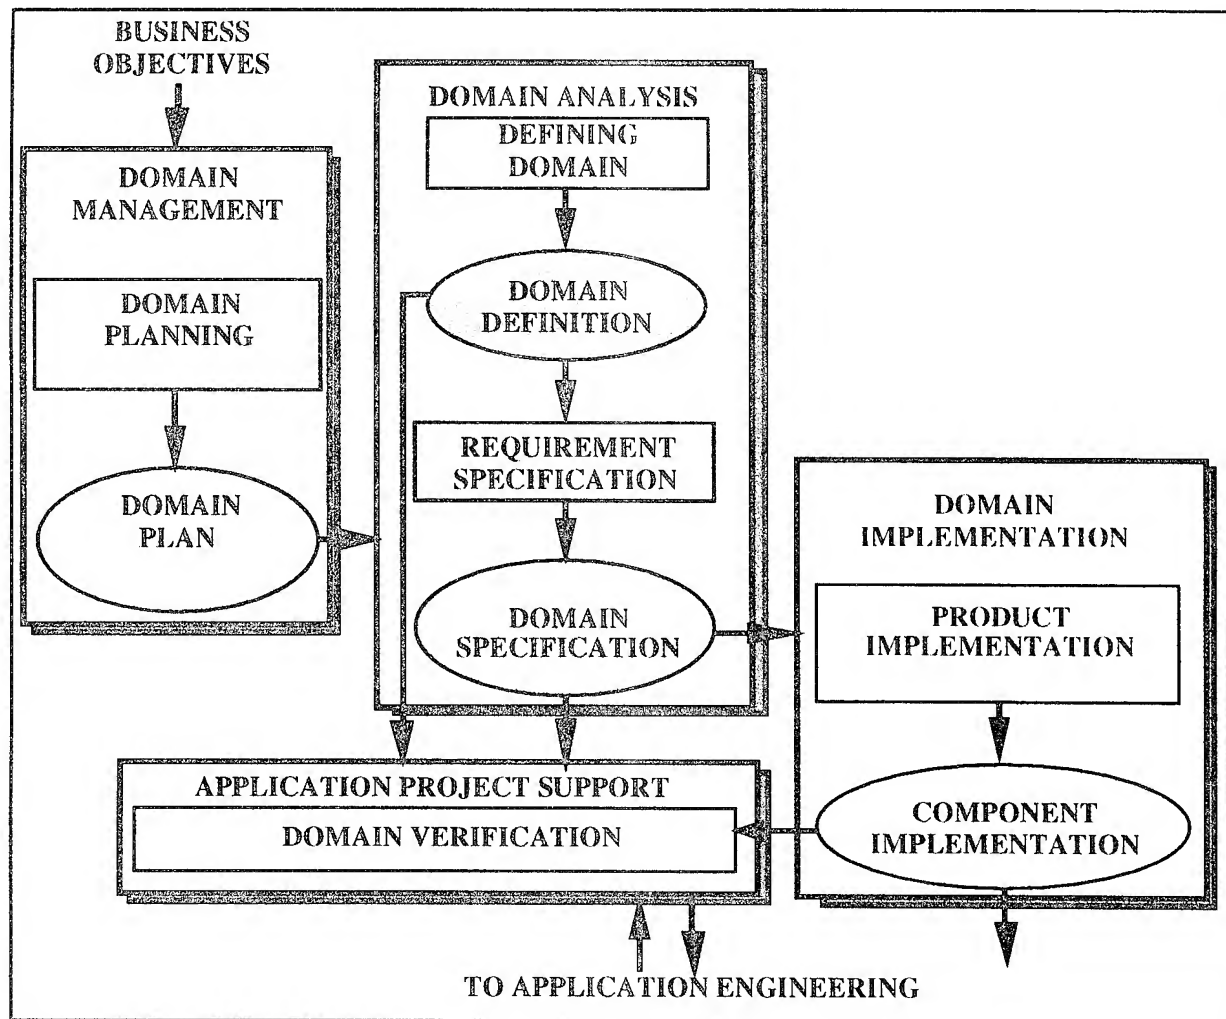 BUSINESS
OBJECTIVES
DOMAIN
MANAGEMENT
DOMAIN
PLANNING
DOMAIN
PLAN
DOMAIN ANALYSIS
DEFINING
DOMAIN
DOMAIN
DEFINITION
REQUIREMENT
SPECIFICATION
DOMAIN
SPECIFICATION
DOMAIN
IMPLEMENTATION
PRODUCT
IMPLEMENTATION
COMPONENT
IMPLEMENTATION
APPLICATION PROJECT SUPPORT
DOMAIN VERIFICATION
TO APPLICATION ENGINEERING